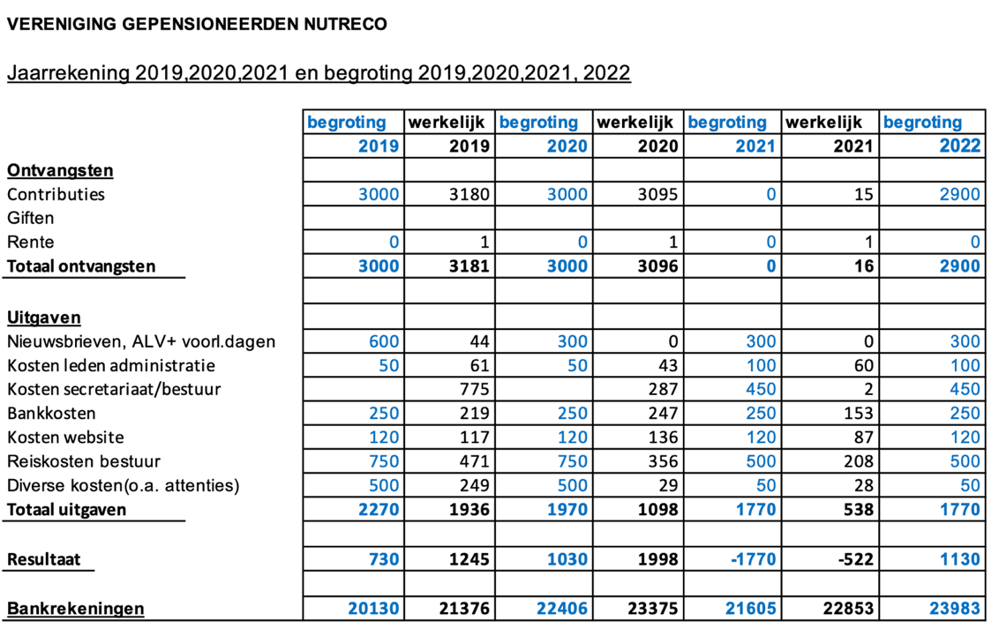 VERENIGING GEPENSIONEERDEN NUTRECO
Jaarrekening 2019,2020,2021 en begroting 2019,2020,2021, 2022
begroting werkelijk begroting werkelijk begroting werkelijk begroting
2019 2019 2020 2020 2021 2021 2022
Ontvangsten
Contributies 3000 3180 3000 3095 0 15 2900
Giften
Rente 0 1 0 1 0 1 0
Totaal ontvangsten 3000 3181 3000 3096 0 16 2900
Uitgaven
Nieuwsbrieven, ALV+ voorl.dagen 600 44 300 0 300 0 300
Kosten leden administratie 50 61 50 43 100 60 100
Kosten secretariaat/bestuur 775 287 450 2 450
Bankkosten 250 219 250 247 250 153 250
Kosten website 120 117 120 136 120 87 120
Reiskosten bestuur 750 471 750 356 500 208 500
Diverse kosten(o.a. attenties) 500 249 500 29 50 28 50
Totaal uitgaven 2270 1936 1970 1098 1770 538 1770
Resultaat 730 1245 1030 1998 -1770 -522 1130
Bankrekeningen 20130 21376 22406 23375 21605 22853 23983